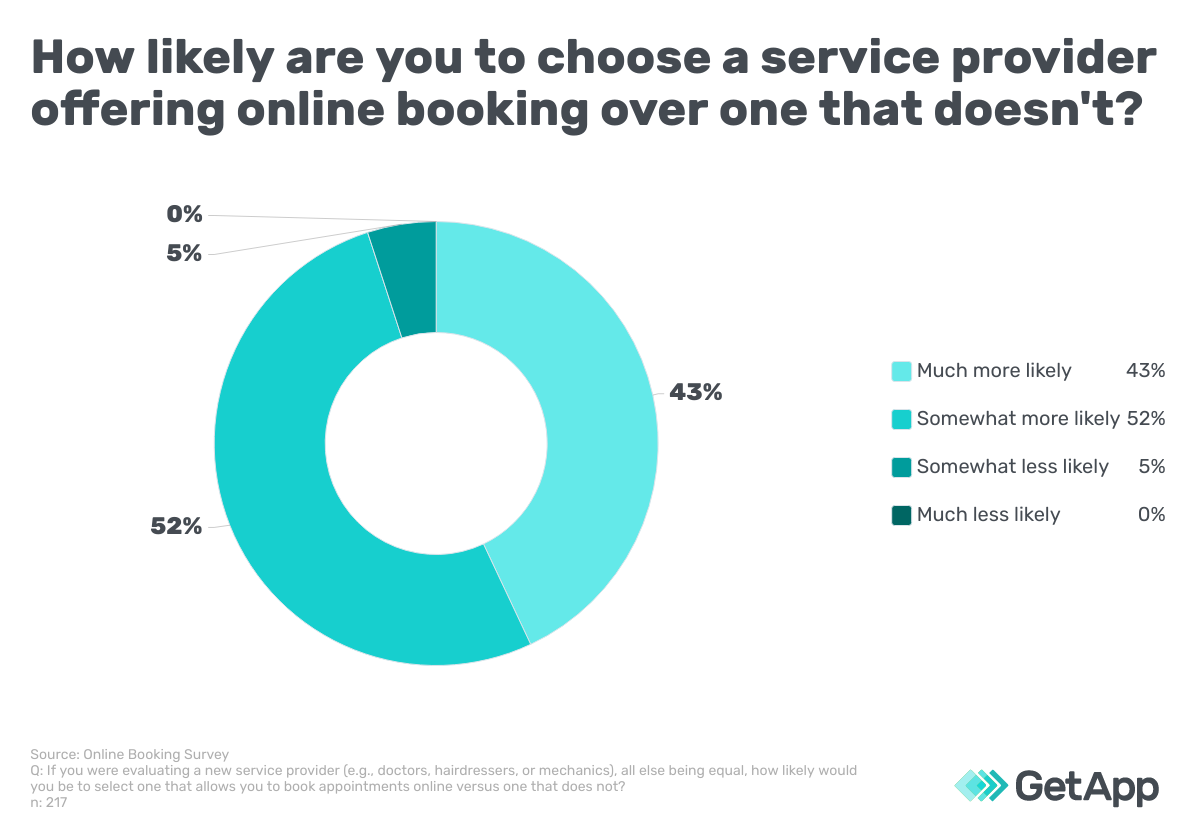 How likely are you to choose a service provider
offering online booking over one that doesn't?
0%
5%
43%
52%
Much more likely 43%
Somewhat more likely 52%
Somewhat less likely 5%
Much less likely 0%
Source: Online Booking Survey
Q: If you were evaluating a new service provider (e.g., doctors, hairdressers, or mechanics), all else being equal, how likely would
you be to select one that allows you to book appointments online versus one that does not?
n: 217
GetApp